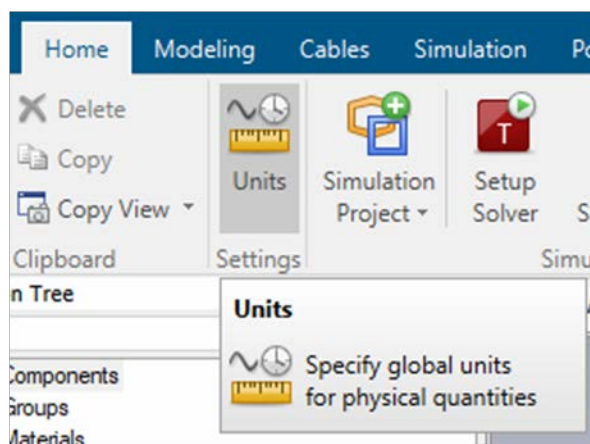 Home Modeling Cables Simulation
Delete
Copy
Copy View
Units
Simulation
Project
T
Setup
Solver
Clipboard
Settings
n Tree
Units
Specify global units
for physical quantities
Components
Groups
Materials